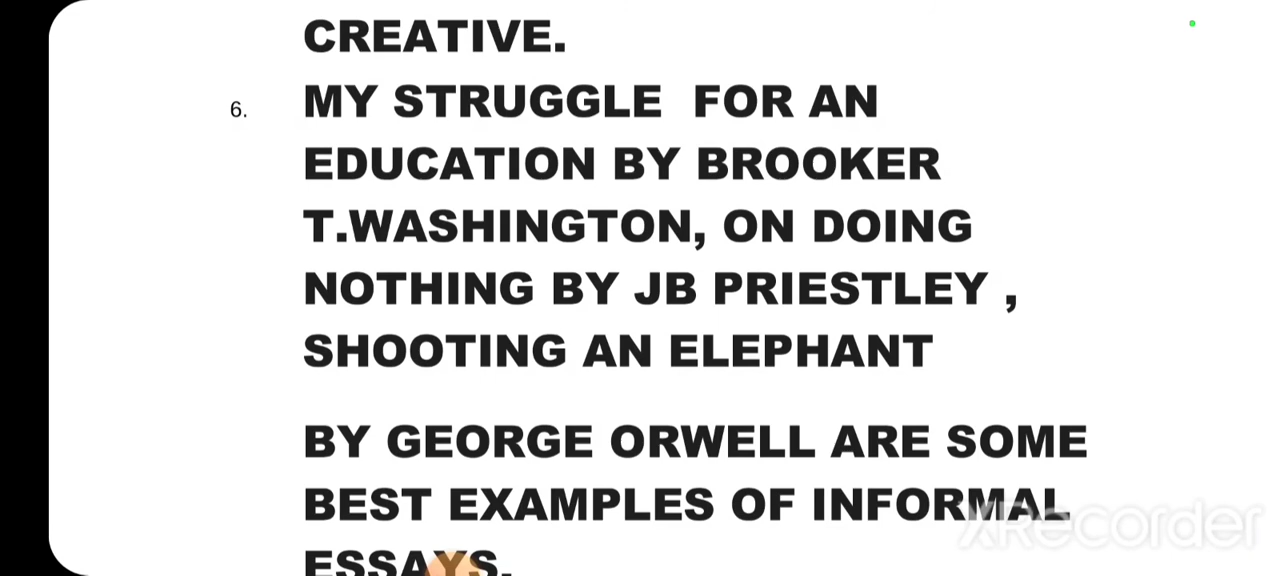 CREATIVE.
6. MY STRUGGLE FOR AN
EDUCATION BY BROOKER
T.WASHINGTON, ON DOING
NOTHING BY JB PRIESTLEY ,
SHOOTING AN ELEPHANT
BY GEORGE ORWELL ARE SOME
BEST EXAMPLES OF INFORMAL
ESSAYS.
XRecorder